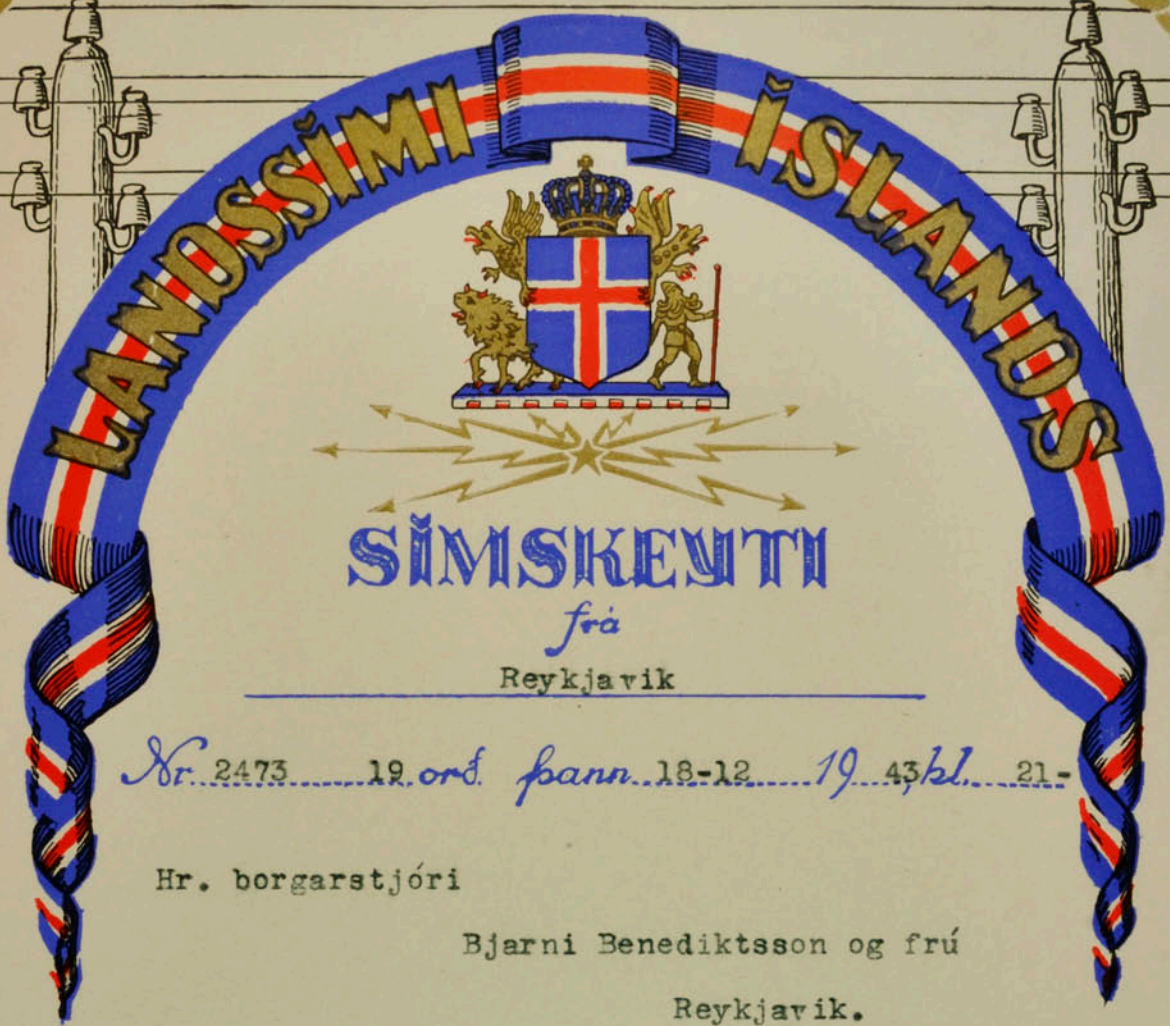 LANDSSÍMI ÍSLANDS
SÍMSKEYTI
frá
Reykjavik
Nr. 2473 19 orð. þann 18-12 19 43, kl. 21-
Hr. borgarstjóri
Bjarni Benediktsson og frú
Reykjavik.